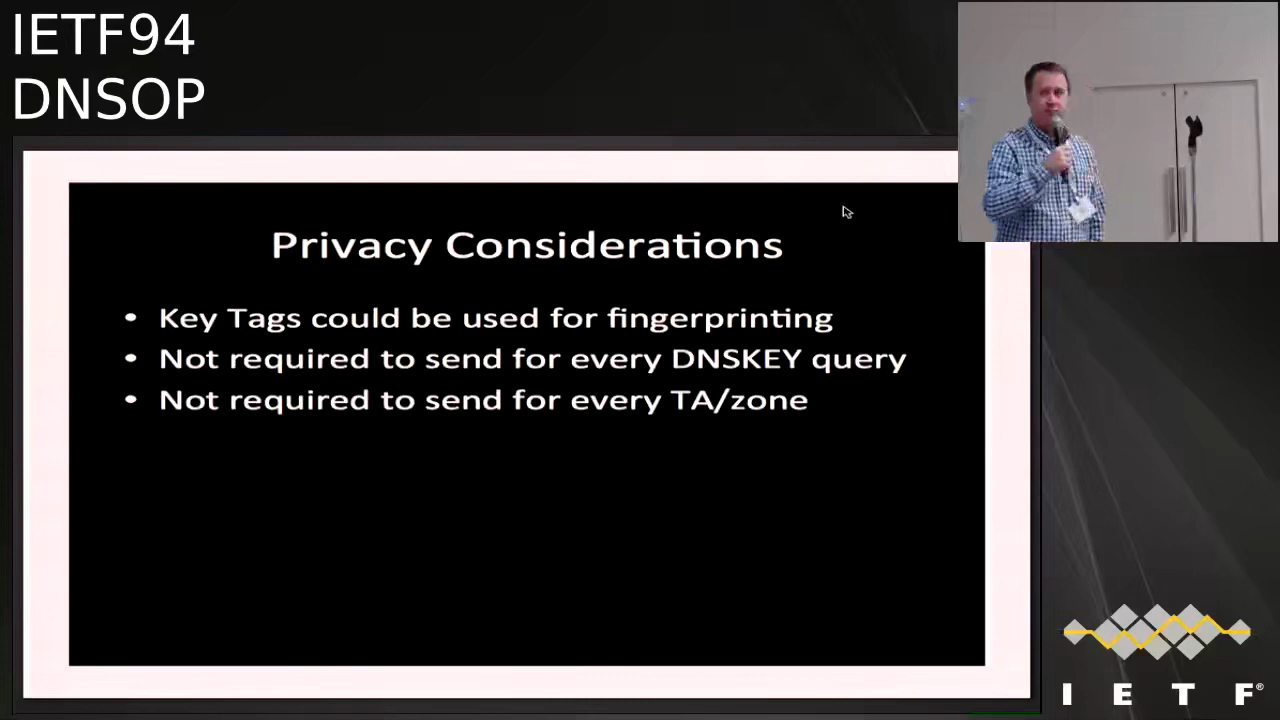 IETF94
DNSOP
Privacy Considerations
• Key Tags could be used for fingerprinting
• Not required to send for every DNSKEY query
• Not required to send for every TA/zone
I E T F®